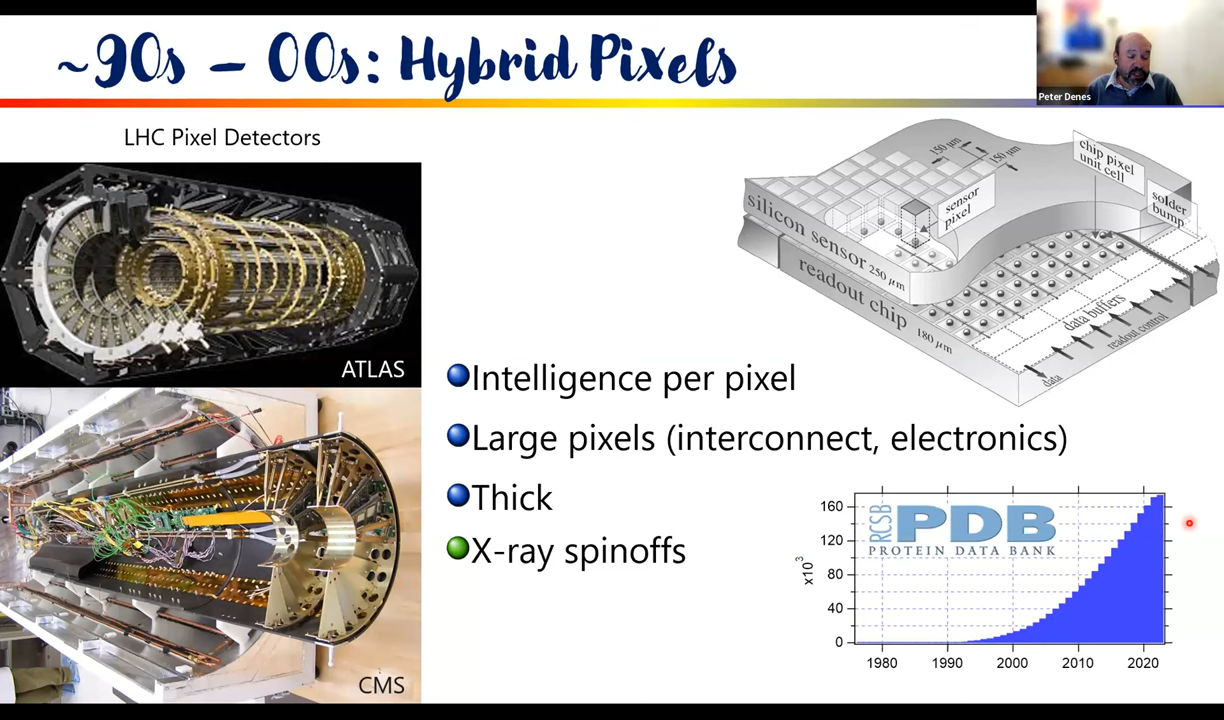 ~90s – 00s: Hybrid Pixels
Peter Denes
LHC Pixel Detectors
ATLAS
CMS
150 μm
150 μm
chip pixel
unit cell
sensor
pixel
solder
bump
silicon sensor 250 μm
readout chip 180 μm
data buffers
readout control
data
Intelligence per pixel
Large pixels (interconnect, electronics)
Thick
X-ray spinoffs
RCSB
PDB
PROTEIN DATA BANK
x10³
160
120
80
40
0
1980 1990 2000 2010 2020